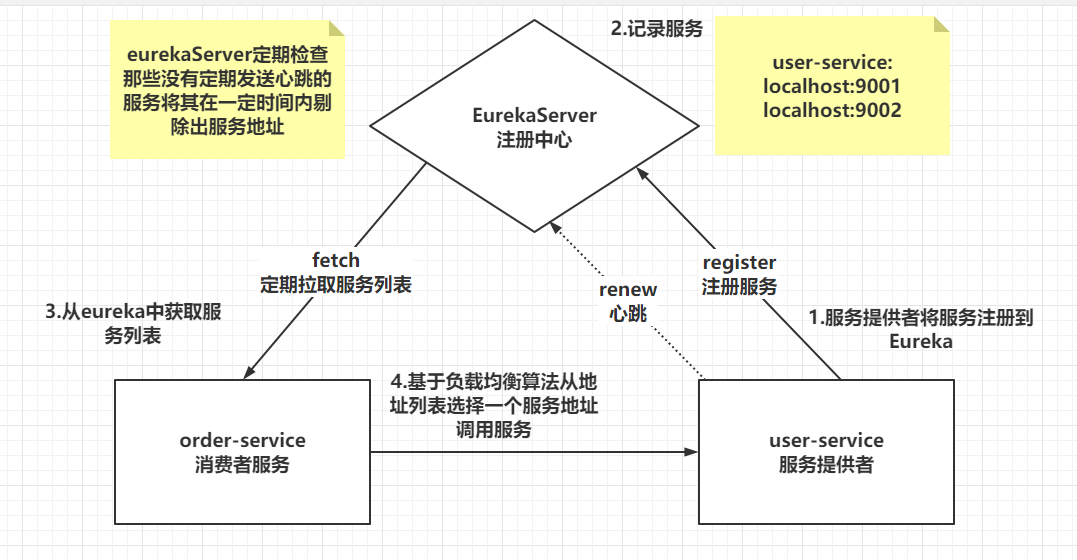 eurekaServer定期检查
那些没有定期发送心跳的
服务将其在一定时间内剔
除出服务地址
2.记录服务
user-service:
localhost:9001
localhost:9002
EurekaServer
注册中心
fetch
定期拉取服务列表
register
注册服务
renew
心跳
3.从eureka中获取服
务列表
1.服务提供者将服务注册到
Eureka
4.基于负载均衡算法从地
址列表选择一个服务地址
调用服务
order-service
消费者服务
user-service
服务提供者